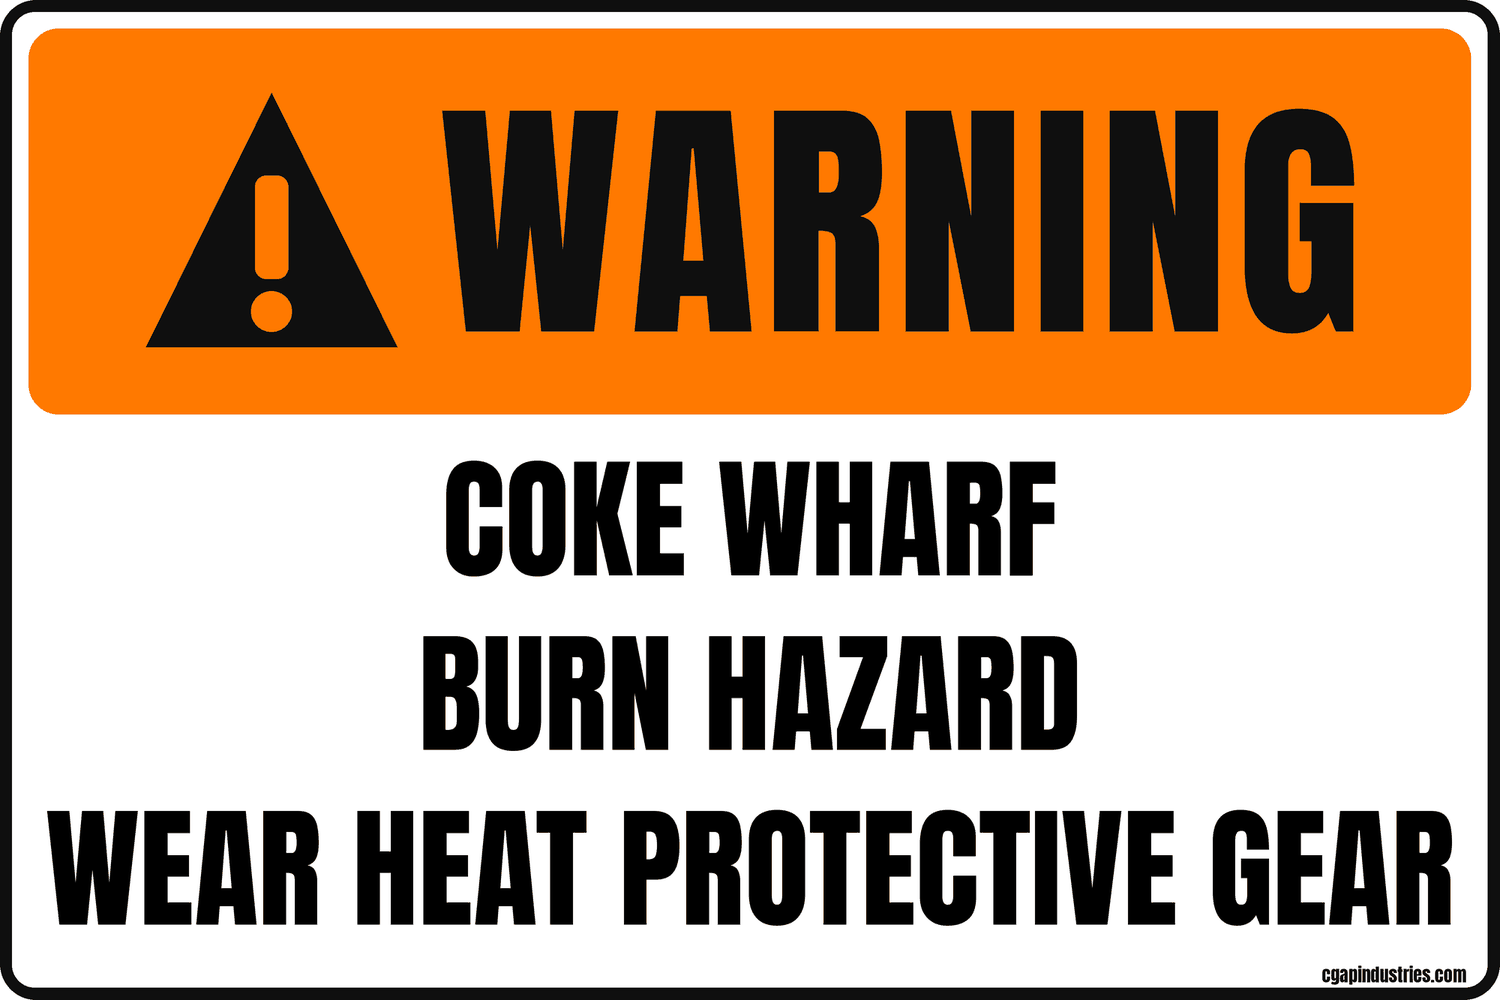 WARNING
COKE WHARF
BURN HAZARD
WEAR HEAT PROTECTIVE GEAR
cgapindustries.com